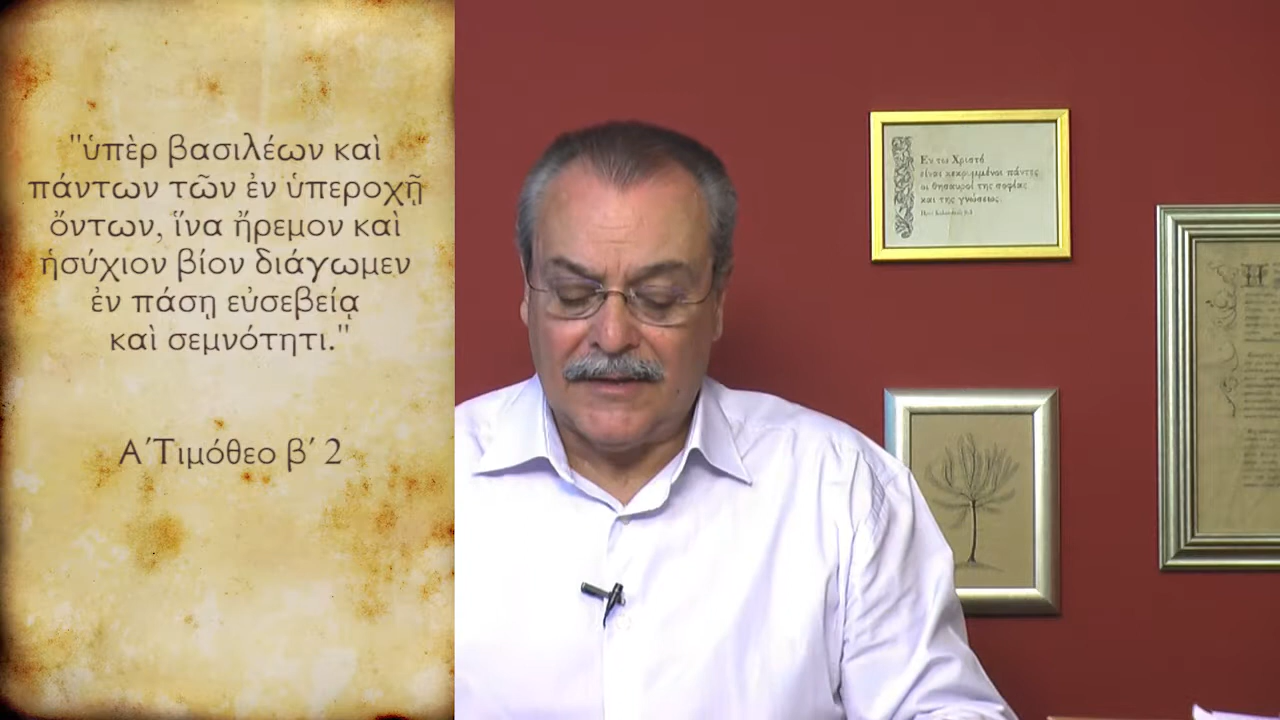 "ὑπὲρ βασιλέων καὶ
πάντων τῶν ἐν ὑπεροχῇ
ὄντων, ἵνα ἤρεμον καὶ
ἡσύχιον βίον διάγωμεν
ἐν πάσῃ εὐσεβείᾳ
καὶ σεμνότητι."
Α΄Τιμόθεο β΄ 2
Εν τω Χριστώ
είναι κεκρυμμένοι πάντες
οι θησαυροί της σοφίας
και της γνώσεως.